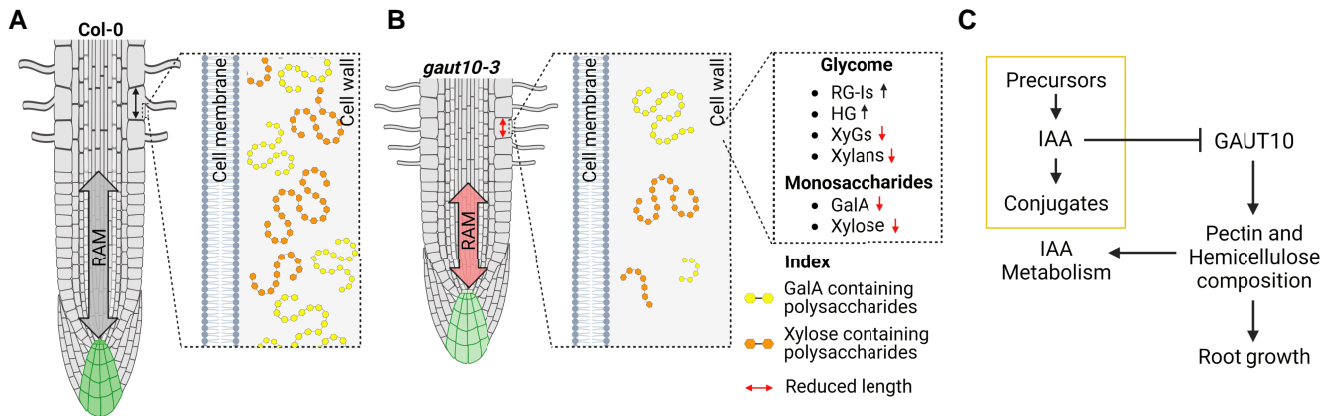 A
Col-0
Cell membrane
Cell wall
RAM
B
gaut10-3
Cell membrane
Cell wall
RAM
Glycome
• RG-Is ↑
• HG ↑
• XyGs ↓
• Xylans ↓
Monosaccharides
• GalA ↓
• Xylose ↓
Index
GalA containing
polysaccharides
Xylose containing
polysaccharides
Reduced length
C
Precursors
IAA
Conjugates
IAA
Metabolism
GAUT10
Pectin and
Hemicellulose
composition
Root growth